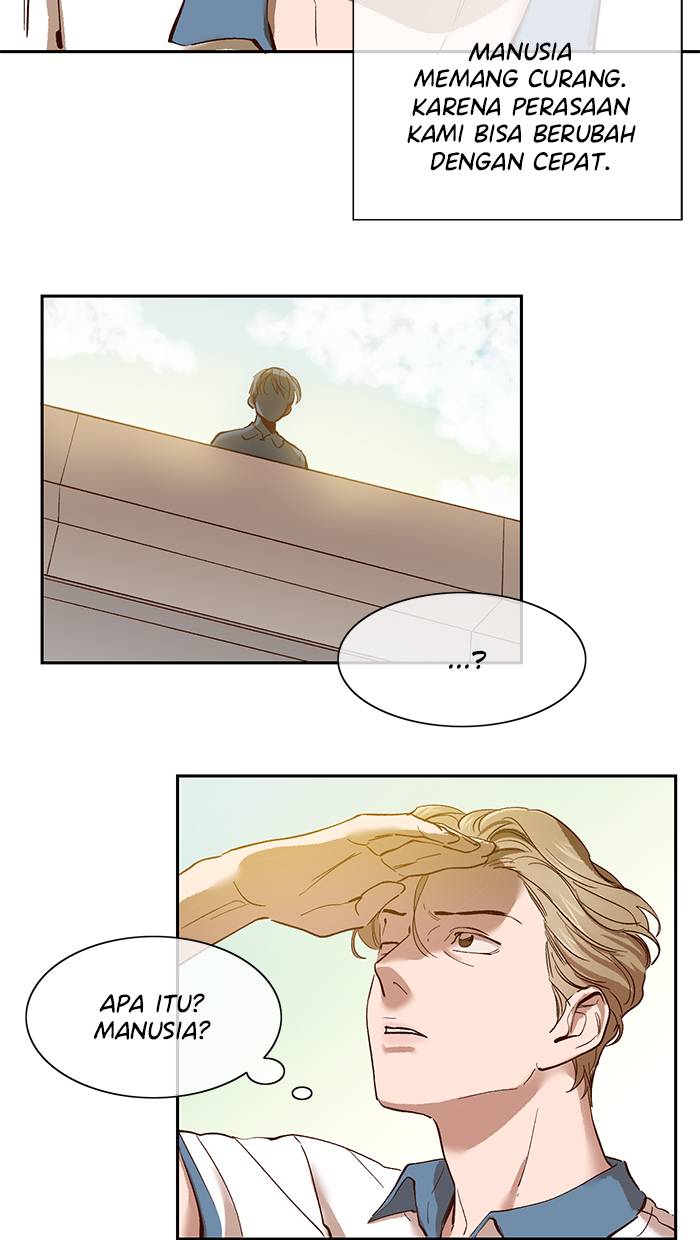 MANUSIA
MEMANG CURANG.
KARENA PERASAAN
KAMI BISA BERUBAH
DENGAN CEPAT.
...?
APA ITU?
MANUSIA?